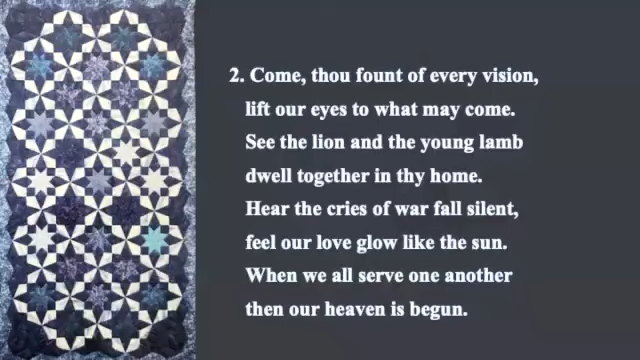 2. Come, thou fount of every vision,
lift our eyes to what may come.
See the lion and the young lamb
dwell together in thy home.
Hear the cries of war fall silent,
feel our love glow like the sun.
When we all serve one another
then our heaven is begun.